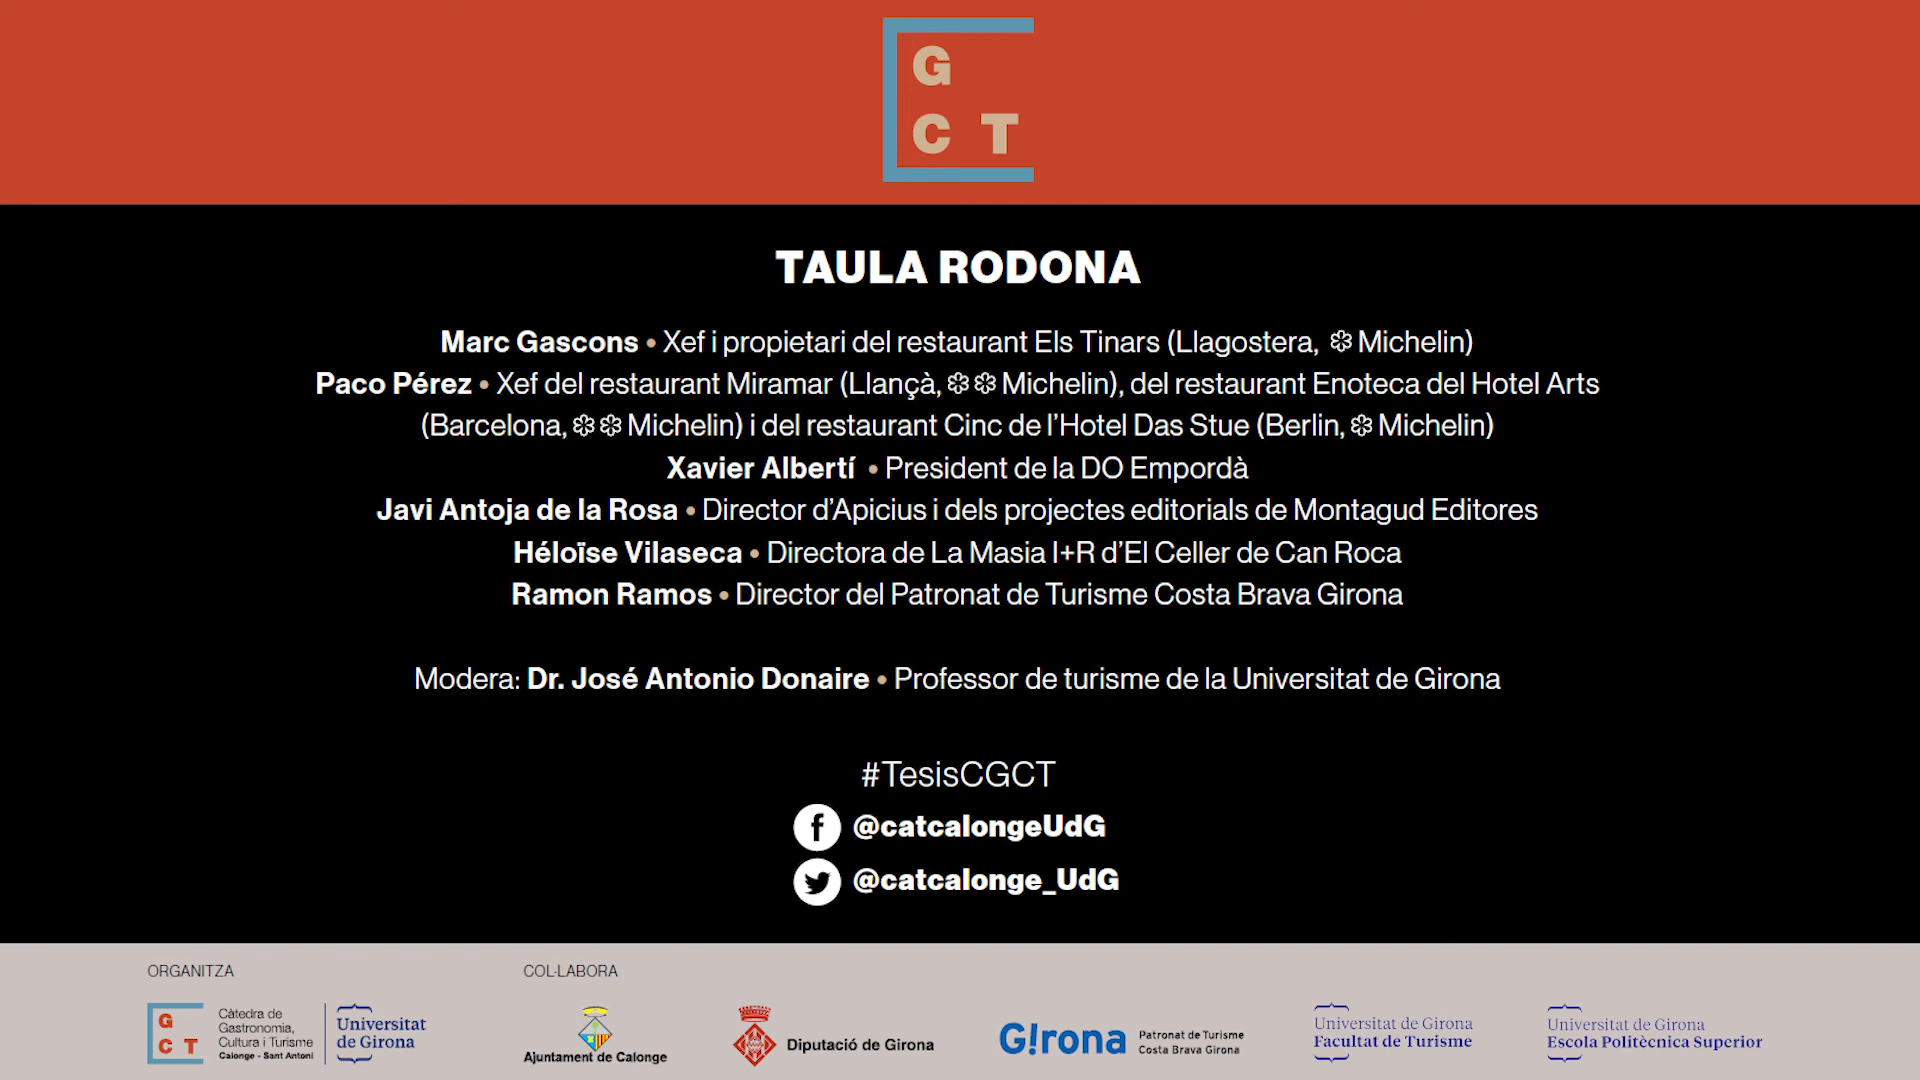 G
C T
TAULA RODONA
Marc Gascons • Xef i propietari del restaurant Els Tinars (Llagostera, Michelin)
Paco Pérez • Xef del restaurant Miramar (Llançà, Michelin), del restaurant Enoteca del Hotel Arts
(Barcelona, Michelin) i del restaurant Cinc de l’Hotel Das Stue (Berlin, Michelin)
Xavier Albertí • President de la DO Empordà
Javi Antoja de la Rosa • Director d’Apicius i dels projectes editorials de Montagud Editores
Héloïse Vilaseca • Directora de La Masia I+R d’El Celler de Can Roca
Ramon Ramos • Director del Patronat de Turisme Costa Brava Girona
Modera: Dr. José Antonio Donaire • Professor de turisme de la Universitat de Girona
#TesisCGCT
@catcalongeUdG
@catcalonge_UdG
ORGANITZA
G
C T
Càtedra de
Gastronomia,
Cultura i Turisme
Calonge - Sant Antoni
Universitat
de Girona
COL·LABORA
Ajuntament de Calonge
Diputació de Girona
G!rona
Patronat de Turisme
Costa Brava Girona
Universitat de Girona
Facultat de Turisme
Universitat de Girona
Escola Politècnica Superior